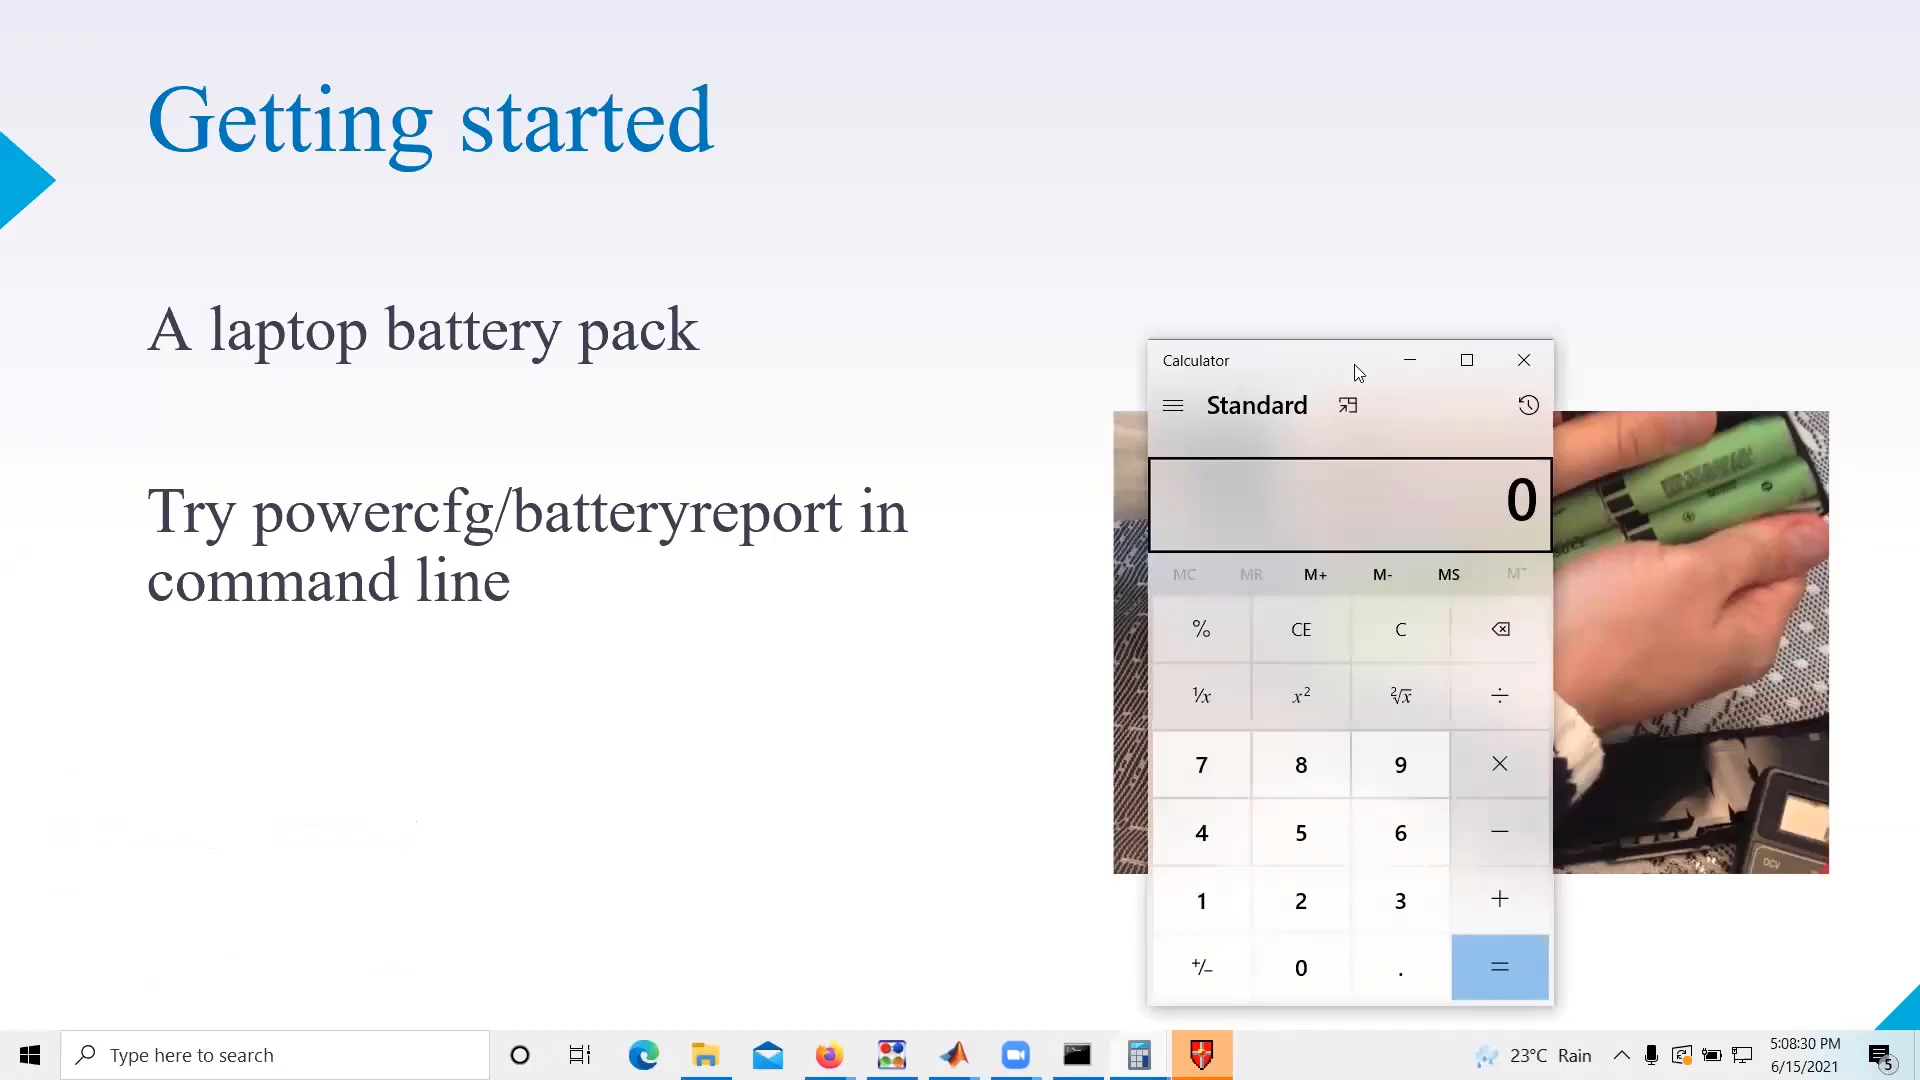 Getting started
A laptop battery pack
Try powercfg/batteryreport in
command line
Calculator
Standard
0
MC MR M+ M- MS M˅
% CE C
¹/x x² ²√x ÷
7 8 9 ×
4 5 6 −
1 2 3 +
+/− 0 . =
DCV
Type here to search
23°C Rain
5:08:30 PM
6/15/2021
5